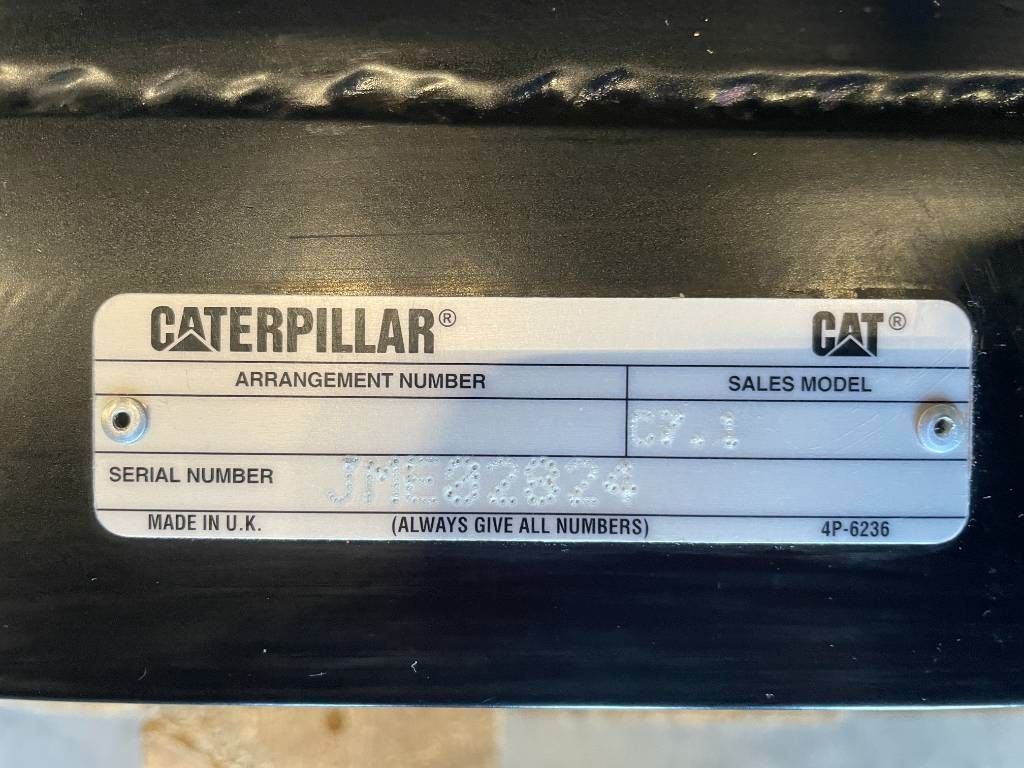 CATERPILLAR® CAT®
ARRANGEMENT NUMBER SALES MODEL
C7.1
SERIAL NUMBER JME02824
MADE IN U.K. (ALWAYS GIVE ALL NUMBERS) 4P-6236